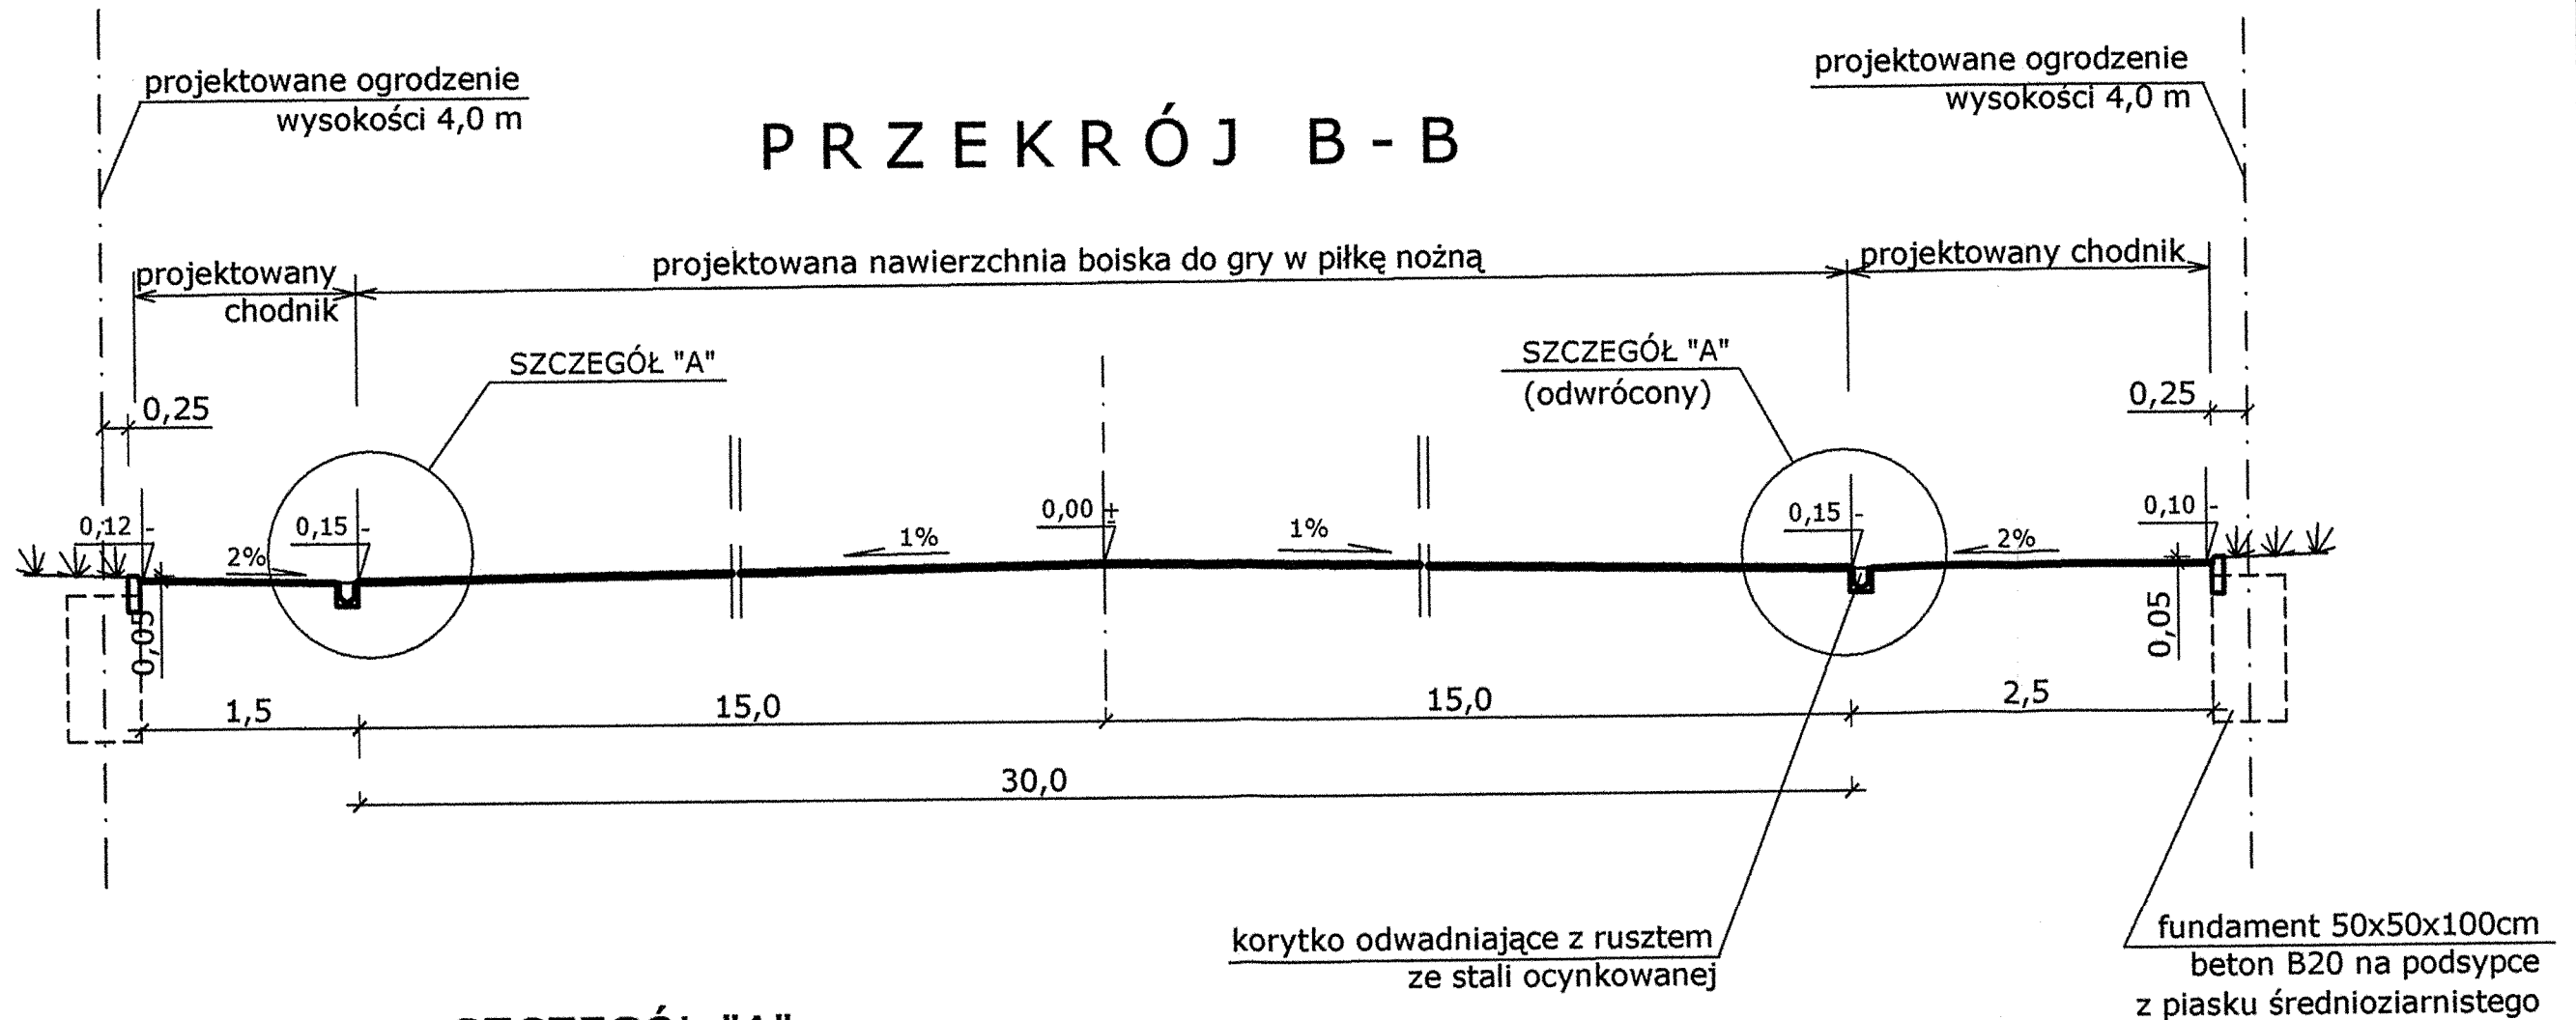 projektowane ogrodzenie
wysokości 4,0 m
projektowane ogrodzenie
wysokości 4,0 m
PRZEKRÓJ B-B
projektowany
chodnik
projektowana nawierzchnia boiska do gry w piłkę nożną
projektowany chodnik
SZCZEGÓŁ "A"
SZCZEGÓŁ "A"
(odwrócony)
0,25
0,25
0,12 -
0,15 -
0,00 ±
0,15 -
0,10 -
2%
1%
1%
2%
0,05
0,05
1,5
15,0
15,0
2,5
30,0
korytko odwadniające z rusztem
ze stali ocynkowanej
fundament 50x50x100cm
beton B20 na podsypce
z piasku średnioziarnistego
SZCZEGÓŁ "A"